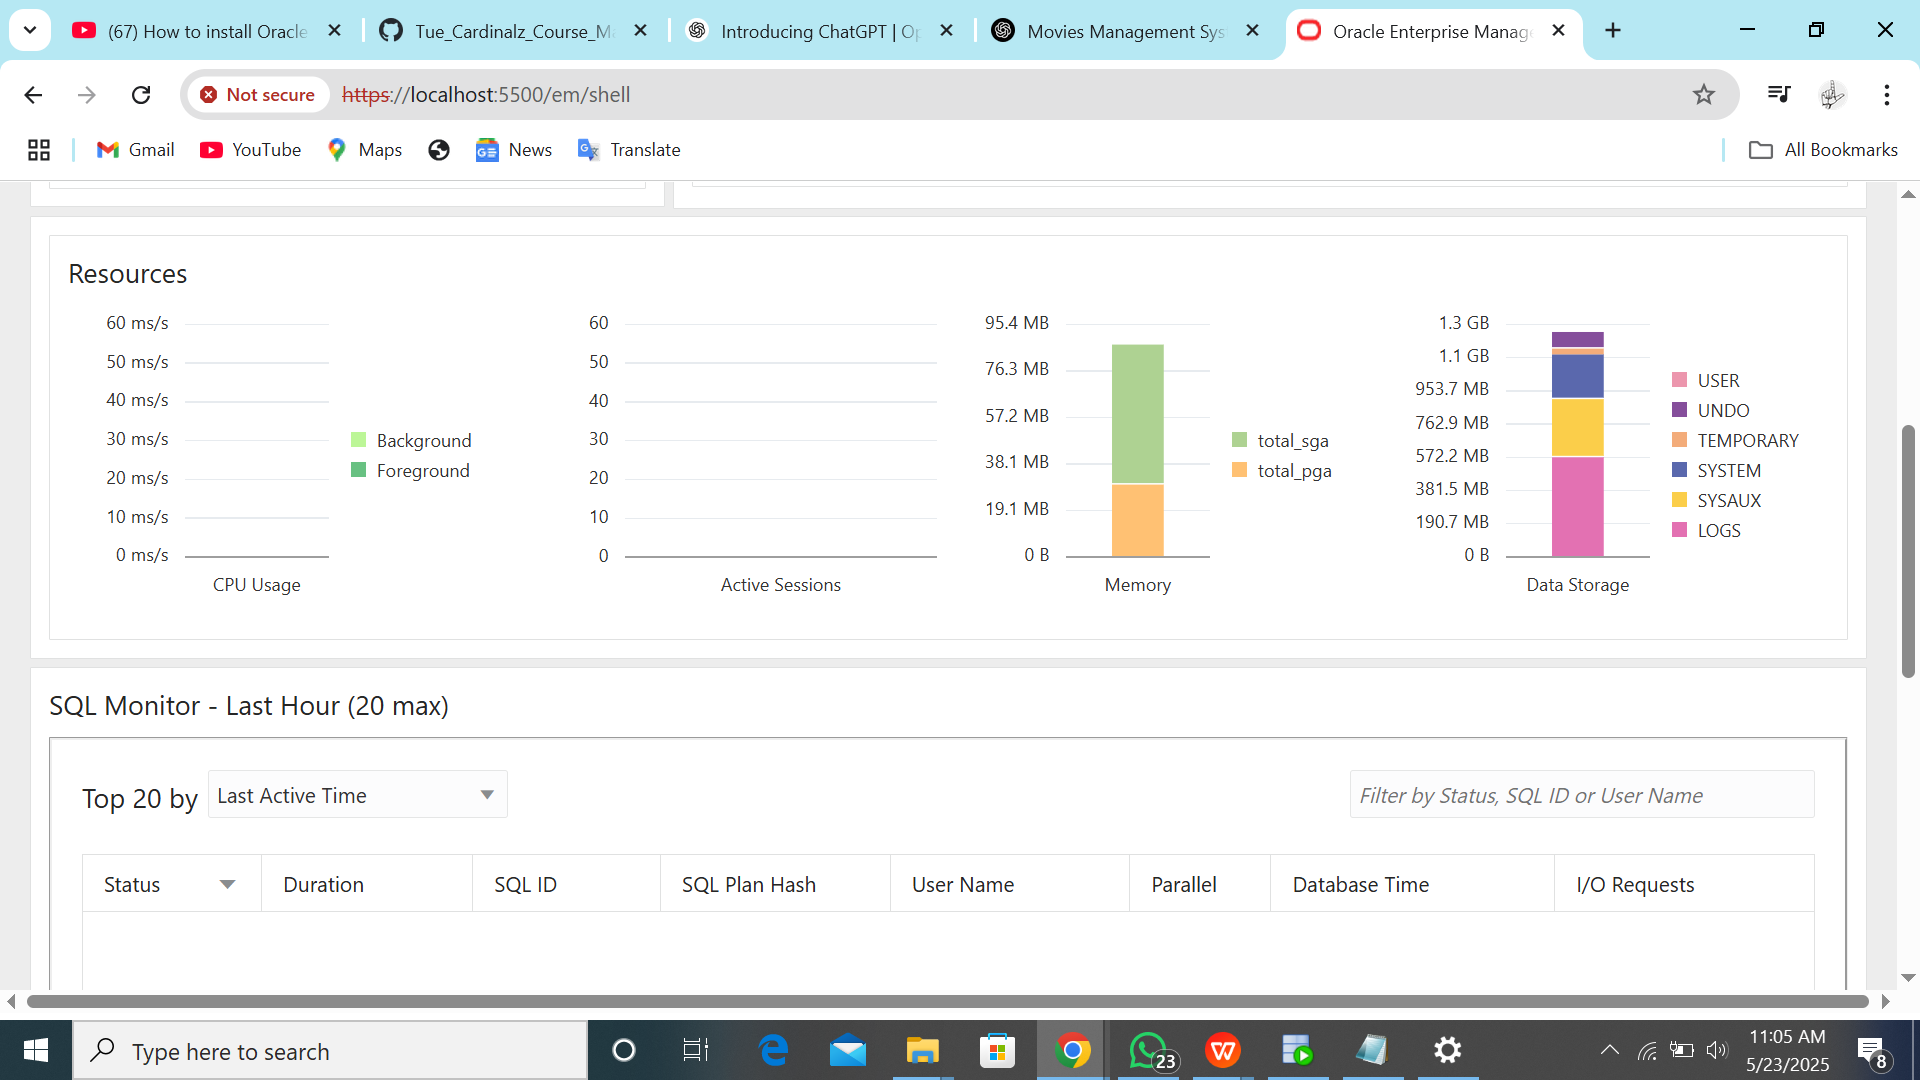 (67) How to install Oracle
Tue_Cardinalz_Course_Ma
Introducing ChatGPT | Op
Movies Management Sys
Oracle Enterprise Manage
Not secure https://localhost:5500/em/shell
Gmail YouTube Maps News Translate All Bookmarks
Resources
60 ms/s
50 ms/s
40 ms/s
30 ms/s
20 ms/s
10 ms/s
0 ms/s
CPU Usage
Background
Foreground
60
50
40
30
20
10
0
Active Sessions
95.4 MB
76.3 MB
57.2 MB
38.1 MB
19.1 MB
0 B
Memory
total_sga
total_pga
1.3 GB
1.1 GB
953.7 MB
762.9 MB
572.2 MB
381.5 MB
190.7 MB
0 B
Data Storage
USER
UNDO
TEMPORARY
SYSTEM
SYSAUX
LOGS
SQL Monitor - Last Hour (20 max)
Top 20 by Last Active Time Filter by Status, SQL ID or User Name
Status Duration SQL ID SQL Plan Hash User Name Parallel Database Time I/O Requests
Type here to search
23
11:05 AM
5/23/2025
8